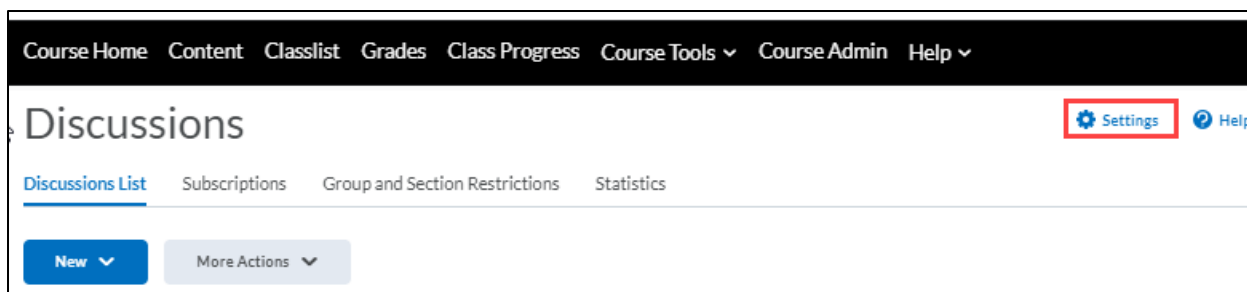 Course Home Content Classlist Grades Class Progress Course Tools Course Admin Help
Discussions
Settings Help
Discussions List Subscriptions Group and Section Restrictions Statistics
New More Actions